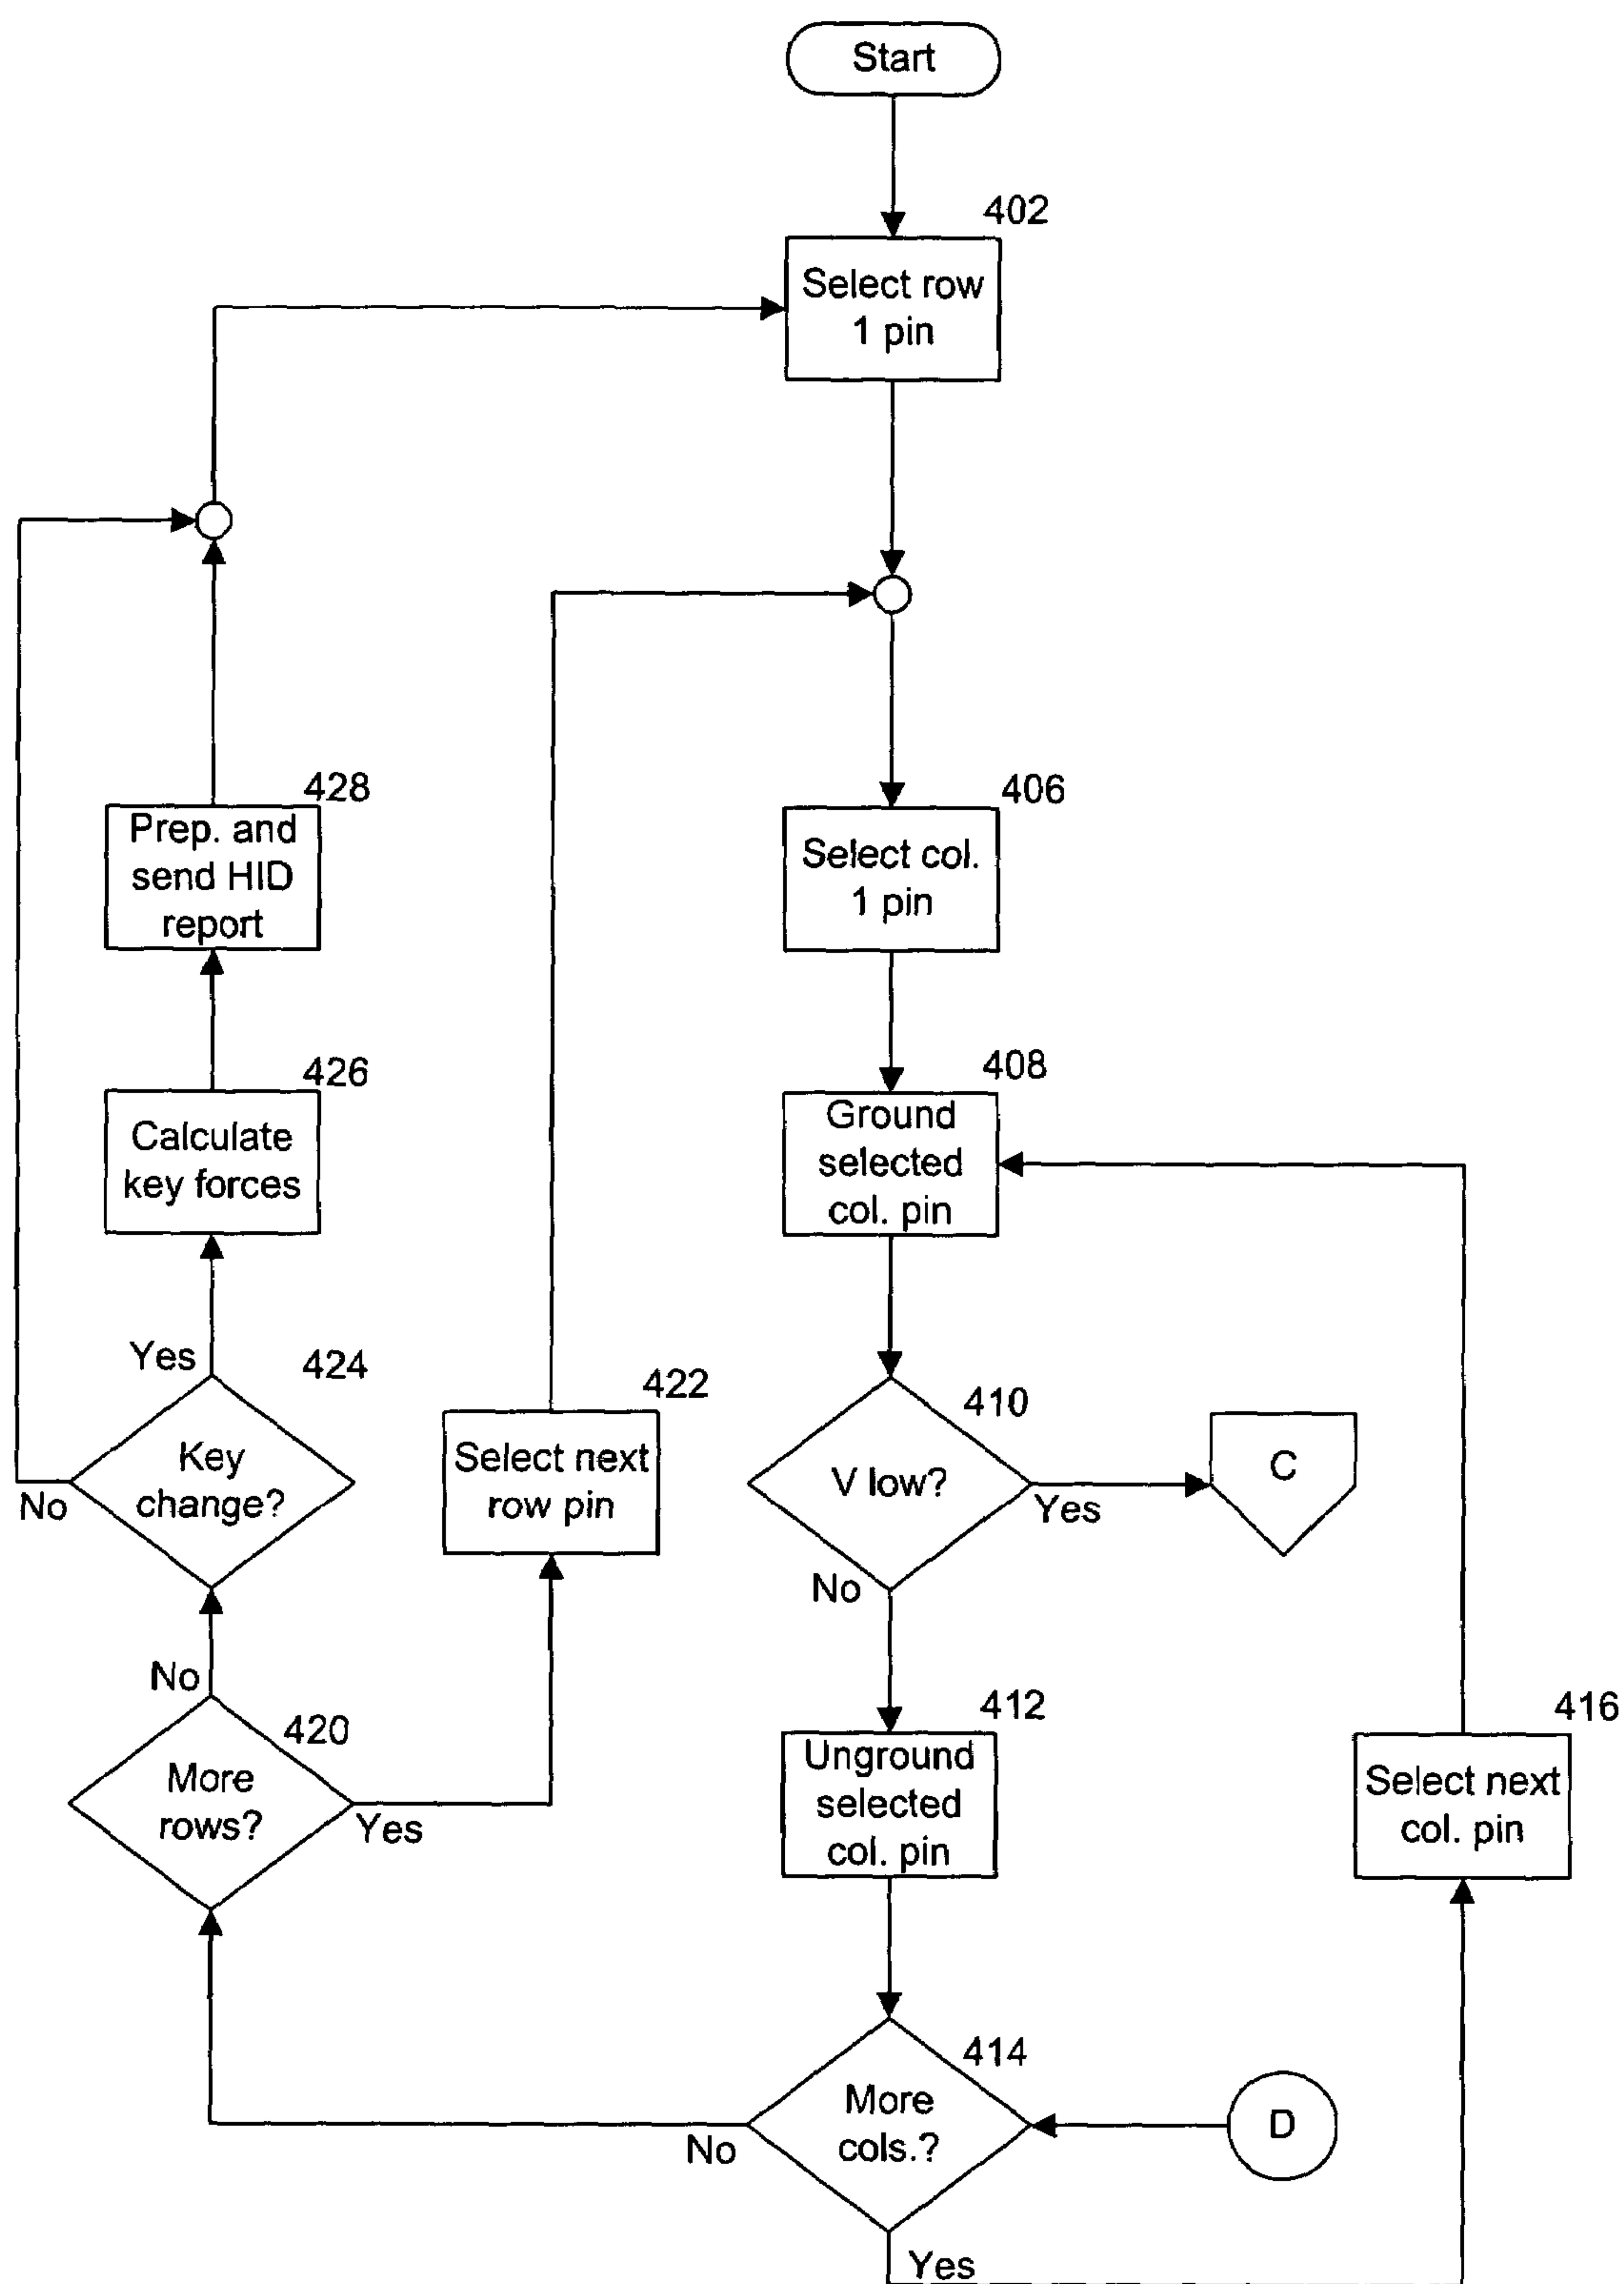 Start
402
Select row
1 pin
428
Prep. and
send HID
report
406
Select col.
1 pin
426
Calculate
key forces
408
Ground
selected
col. pin
Yes
424
Key
change?
No
422
Select next
row pin
410
V low?
Yes
No
C
No
420
More
rows?
Yes
412
Unground
selected
col. pin
416
Select next
col. pin
414
More
cols.?
No
D
Yes